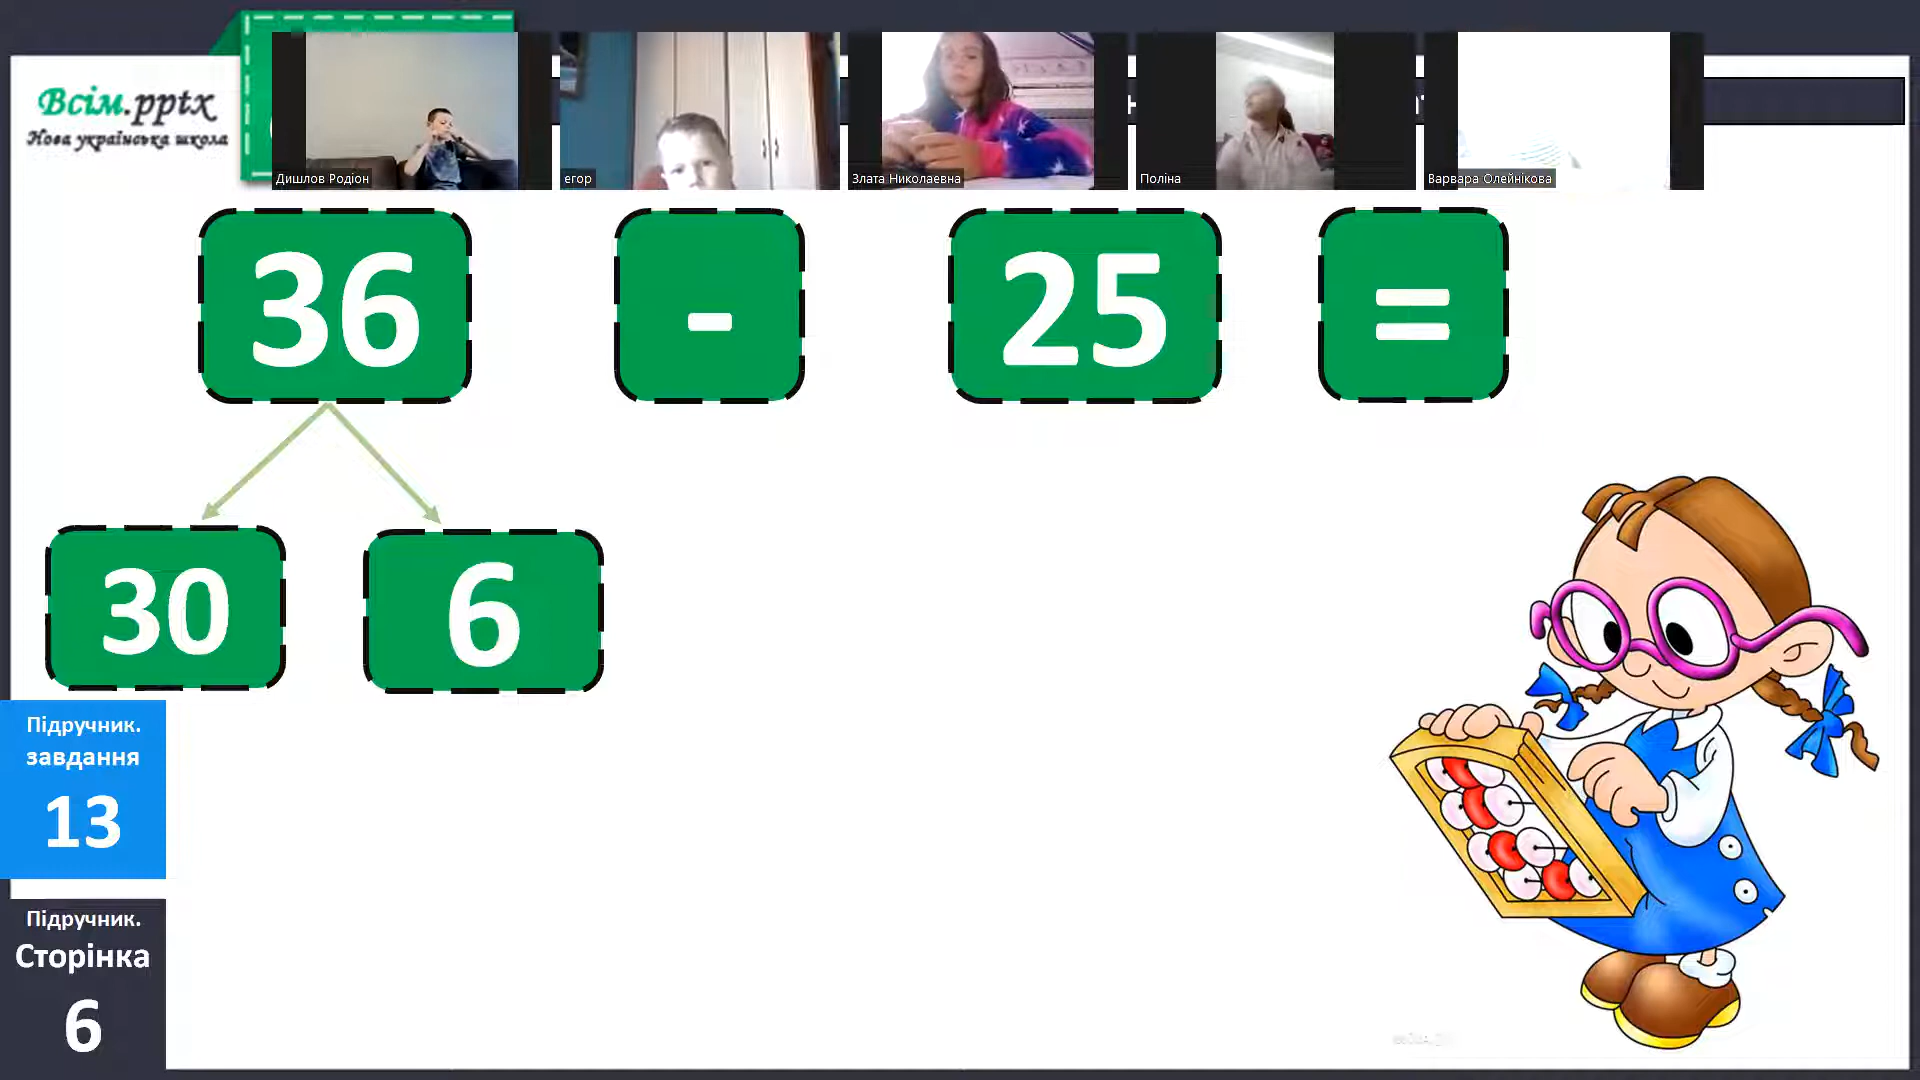 Всім.pptx
Нова українська школа
Дишлов Родіон
егор
Злата Николаевна
Поліна
Варвара Олейнікова
36 - 25 =
30 6
Підручник.
завдання
13
Підручник.
Сторінка
6